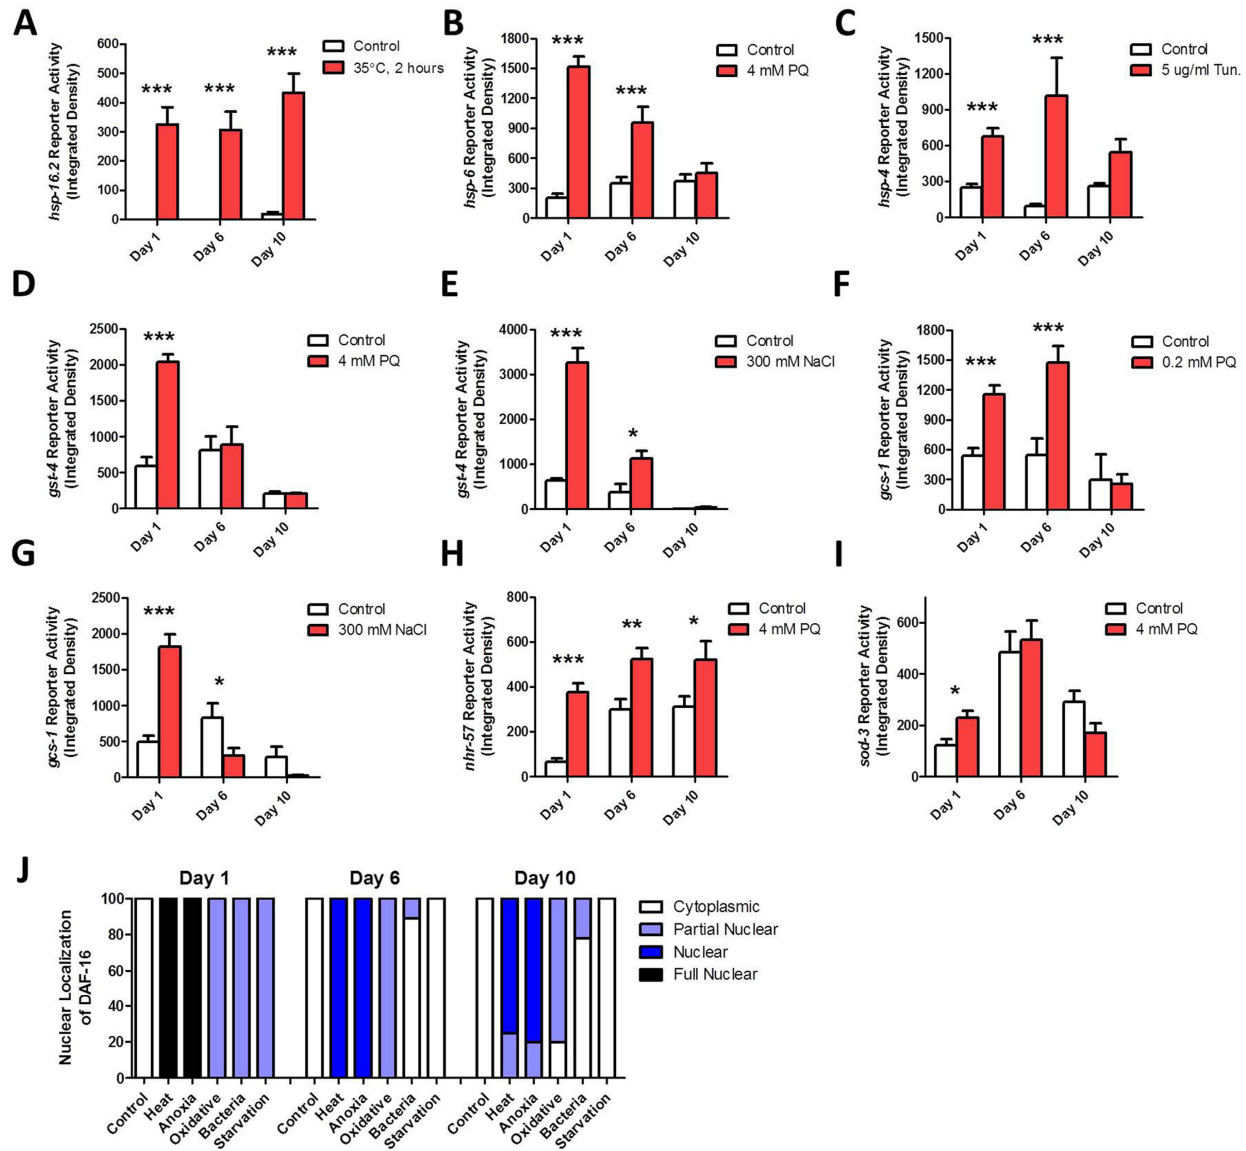 A
hsp-16.2 Reporter Activity
(Integrated Density)
600
500
400
300
200
100
0
***
***
***
Day 1
Day 6
Day 10
Control
35°C, 2 hours
B
hsp-6 Reporter Activity
(Integrated Density)
1800
1500
1200
900
600
300
0
***
***
Day 1
Day 6
Day 10
Control
4 mM PQ
C
hsp-4 Reporter Activity
(Integrated Density)
1500
1200
900
600
300
0
***
***
Day 1
Day 6
Day 10
Control
5 ug/ml Tun.
D
gst-4 Reporter Activity
(Integrated Density)
2500
2000
1500
1000
500
0
***
Day 1
Day 6
Day 10
Control
4 mM PQ
E
gst-4 Reporter Activity
(Integrated Density)
4000
3000
2000
1000
0
***
*
Day 1
Day 6
Day 10
Control
300 mM NaCl
F
gcs-1 Reporter Activity
(Integrated Density)
1800
1500
1200
900
600
300
0
***
***
Day 1
Day 6
Day 10
Control
0.2 mM PQ
G
gcs-1 Reporter Activity
(Integrated Density)
2500
2000
1500
1000
500
0
***
*
Day 1
Day 6
Day 10
Control
300 mM NaCl
H
nhr-57 Reporter Activity
(Integrated Density)
800
600
400
200
0
***
**
*
Day 1
Day 6
Day 10
Control
4 mM PQ
I
sod-3 Reporter Activity
(Integrated Density)
600
400
200
0
*
Day 1
Day 6
Day 10
Control
4 mM PQ
J
Nuclear Localization
of DAF-16
100
80
60
40
20
0
Day 1
Day 6
Day 10
Control
Heat
Anoxia
Oxidative
Bacteria
Starvation
Control
Heat
Anoxia
Oxidative
Bacteria
Starvation
Control
Heat
Anoxia
Oxidative
Bacteria
Starvation
Cytoplasmic
Partial Nuclear
Nuclear
Full Nuclear